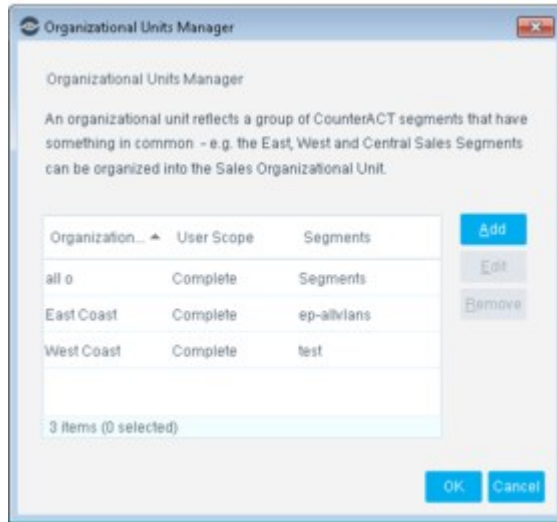 Organizational Units Manager
Organizational Units Manager
An organizational unit reflects a group of CounterACT segments that have
something in common - e.g. the East, West and Central Sales Segments
can be organized into the Sales Organizational Unit.
Organization... User Scope Segments
all o Complete Segments
East Coast Complete ep-allvlans
West Coast Complete test
3 items (0 selected)
Add
Edit
Remove
OK Cancel